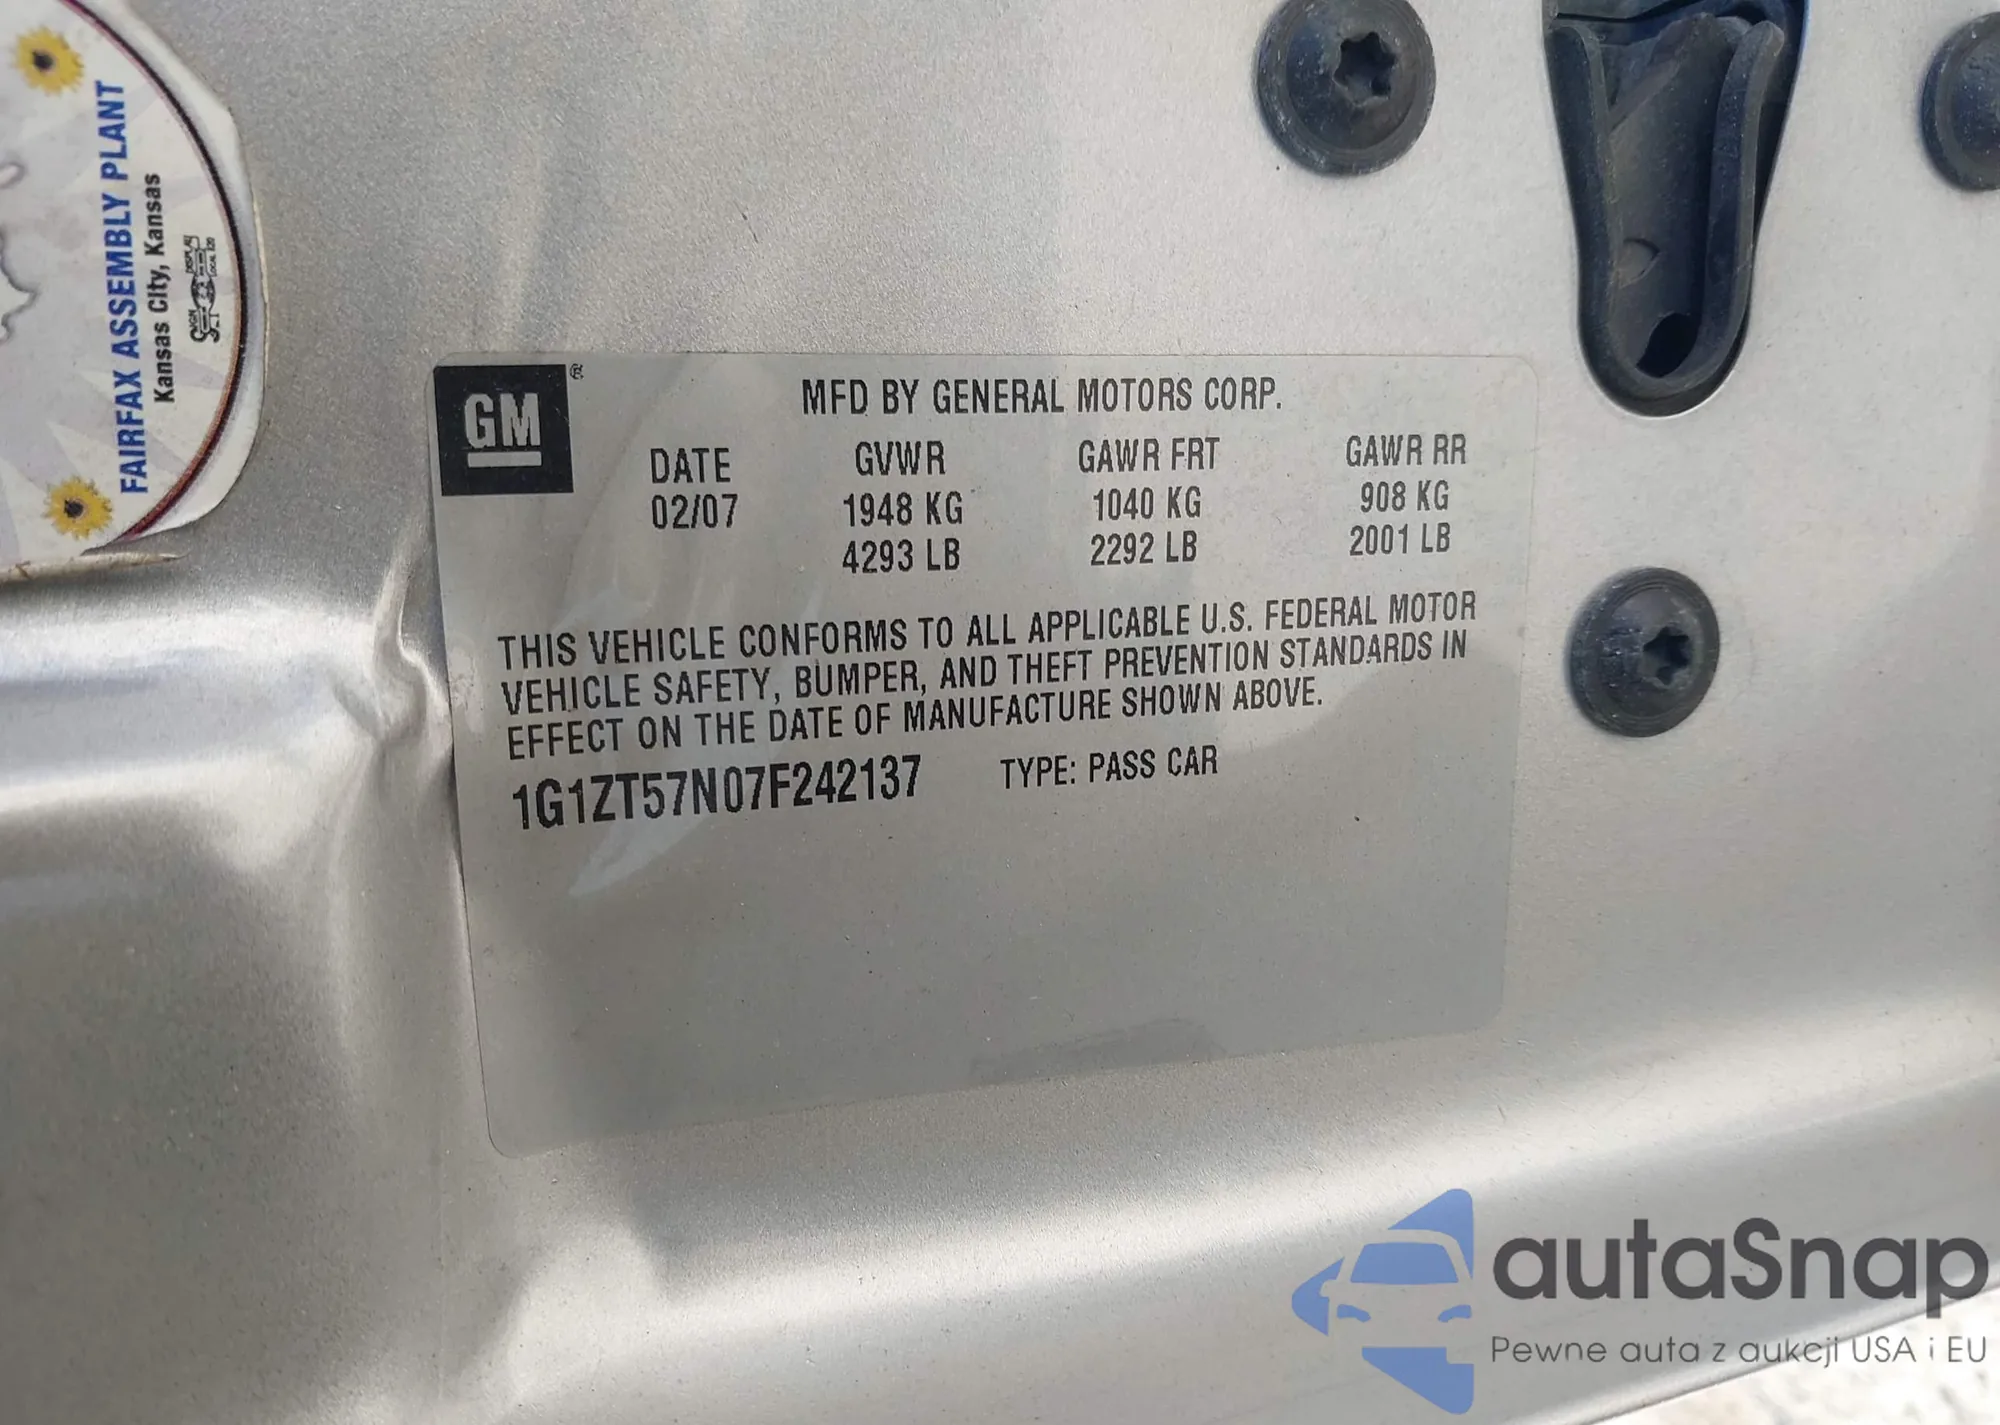 FAIRFAX ASSEMBLY PLANT
Kansas City, Kansas
GM
®
MFD BY GENERAL MOTORS CORP.
DATE GVWR GAWR FRT GAWR RR
02/07 1948 KG 1040 KG 908 KG
4293 LB 2292 LB 2001 LB
THIS VEHICLE CONFORMS TO ALL APPLICABLE U.S. FEDERAL MOTOR
VEHICLE SAFETY, BUMPER, AND THEFT PREVENTION STANDARDS IN
EFFECT ON THE DATE OF MANUFACTURE SHOWN ABOVE.
1G1ZT57N07F242137 TYPE: PASS CAR
autaSnap
Pewne auta z aukcji USA i EU